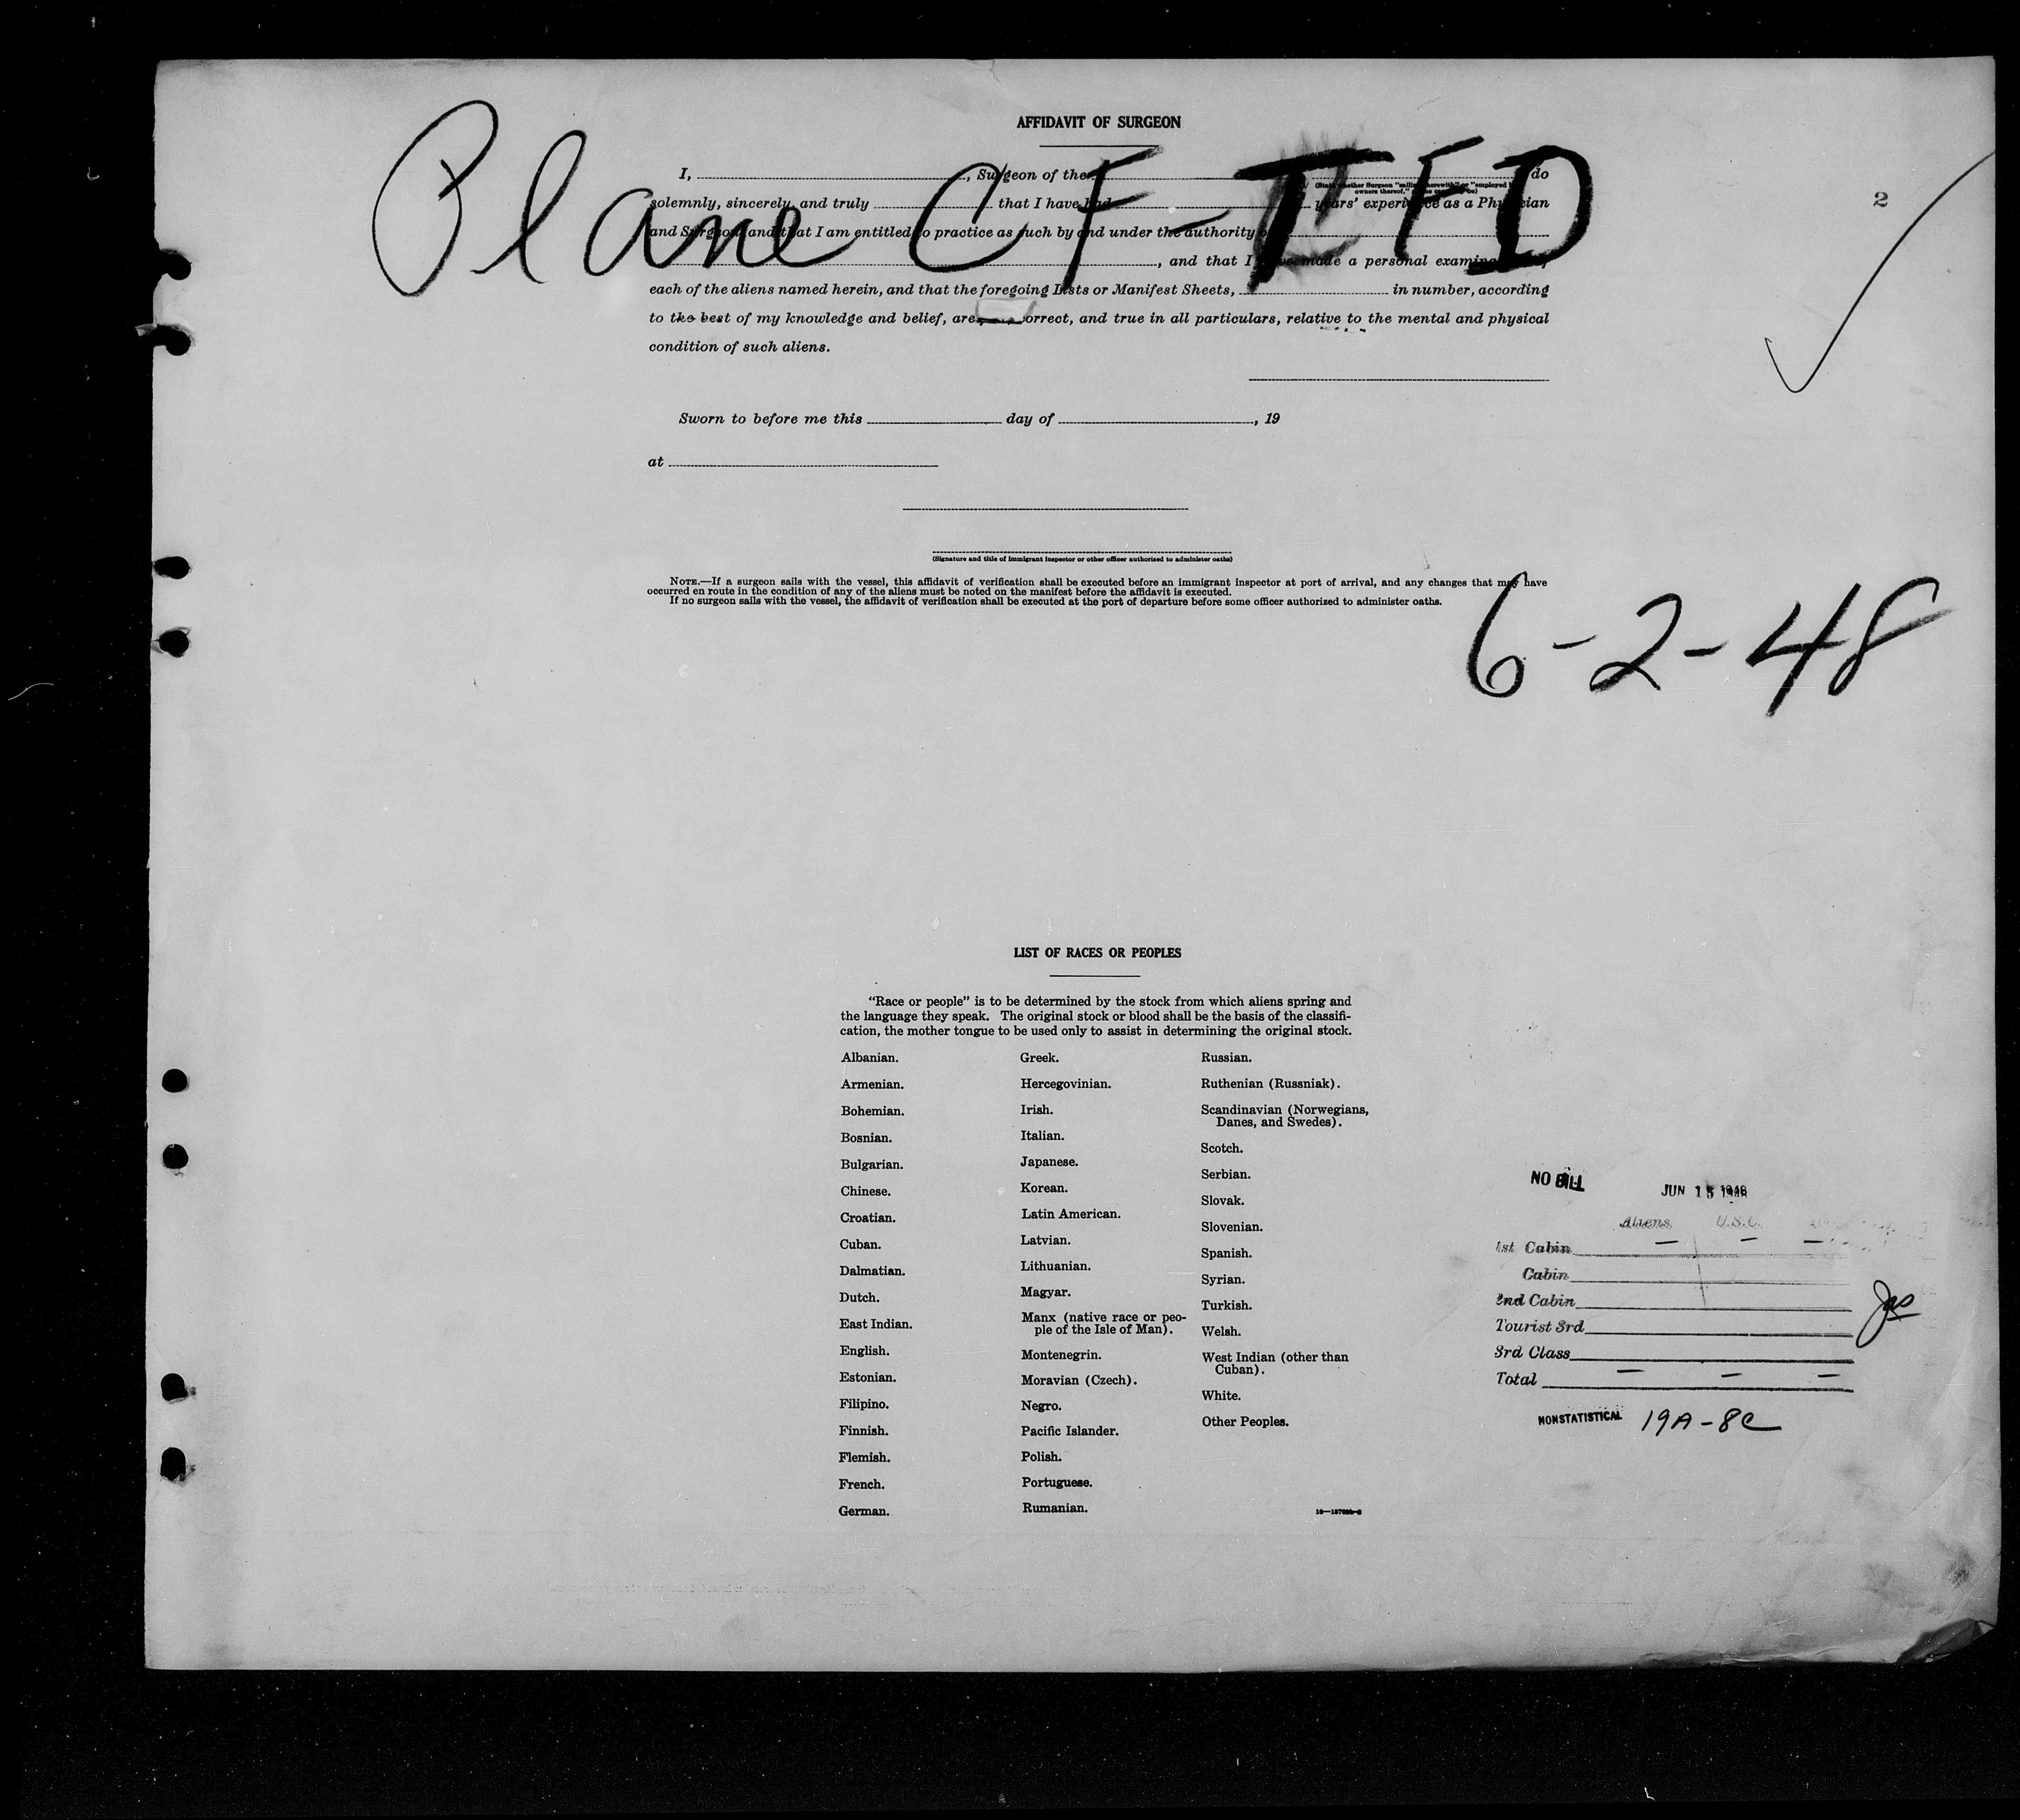 AFFIDAVIT OF SURGEON
Plane CF-TFD
I, , Surgeon of the do
(State whether Surgeon "sailing therewith" or "employed by owners thereof,"
solemnly, sincerely, and truly that I have had years' experience as a Physician
and Surgeon and that I am entitled to practice as such by and under the authority of
, and that I have made a personal examination of
each of the aliens named herein, and that the foregoing Lists or Manifest Sheets, in number, according
to the best of my knowledge and belief, are correct, and true in all particulars, relative to the mental and physical
condition of such aliens.
2
Sworn to before me this day of , 19
at
(Signature and title of immigrant inspector or other officer authorized to administer oaths)
NOTE.—If a surgeon sails with the vessel, this affidavit of verification shall be executed before an immigrant inspector at port of arrival, and any changes that may have
occurred en route in the condition of any of the aliens must be noted on the manifest before the affidavit is executed.
If no surgeon sails with the vessel, the affidavit of verification shall be executed at the port of departure before some officer authorized to administer oaths.
6-2-48
LIST OF RACES OR PEOPLES
"Race or people" is to be determined by the stock from which aliens spring and
the language they speak. The original stock or blood shall be the basis of the classifi-
cation, the mother tongue to be used only to assist in determining the original stock.
Albanian.
Armenian.
Bohemian.
Bosnian.
Bulgarian.
Chinese.
Croatian.
Cuban.
Dalmatian.
Dutch.
East Indian.
English.
Estonian.
Filipino.
Finnish.
Flemish.
French.
German.
Greek.
Hercegovinian.
Irish.
Italian.
Japanese.
Korean.
Latin American.
Latvian.
Lithuanian.
Magyar.
Manx (native race or peo-
ple of the Isle of Man).
Montenegrin.
Moravian (Czech).
Negro.
Pacific Islander.
Polish.
Portuguese.
Rumanian.
Russian.
Ruthenian (Russniak).
Scandinavian (Norwegians,
Danes, and Swedes).
Scotch.
Serbian.
Slovak.
Slovenian.
Spanish.
Syrian.
Turkish.
Welsh.
West Indian (other than
Cuban).
White.
Other Peoples.
NO BILL JUN 15 1948
Aliens U.S.C.
1st Cabin — — —
Cabin
2nd Cabin
Tourist 3rd
3rd Class
Total — — —
NONSTATISTICAL 19A-8C